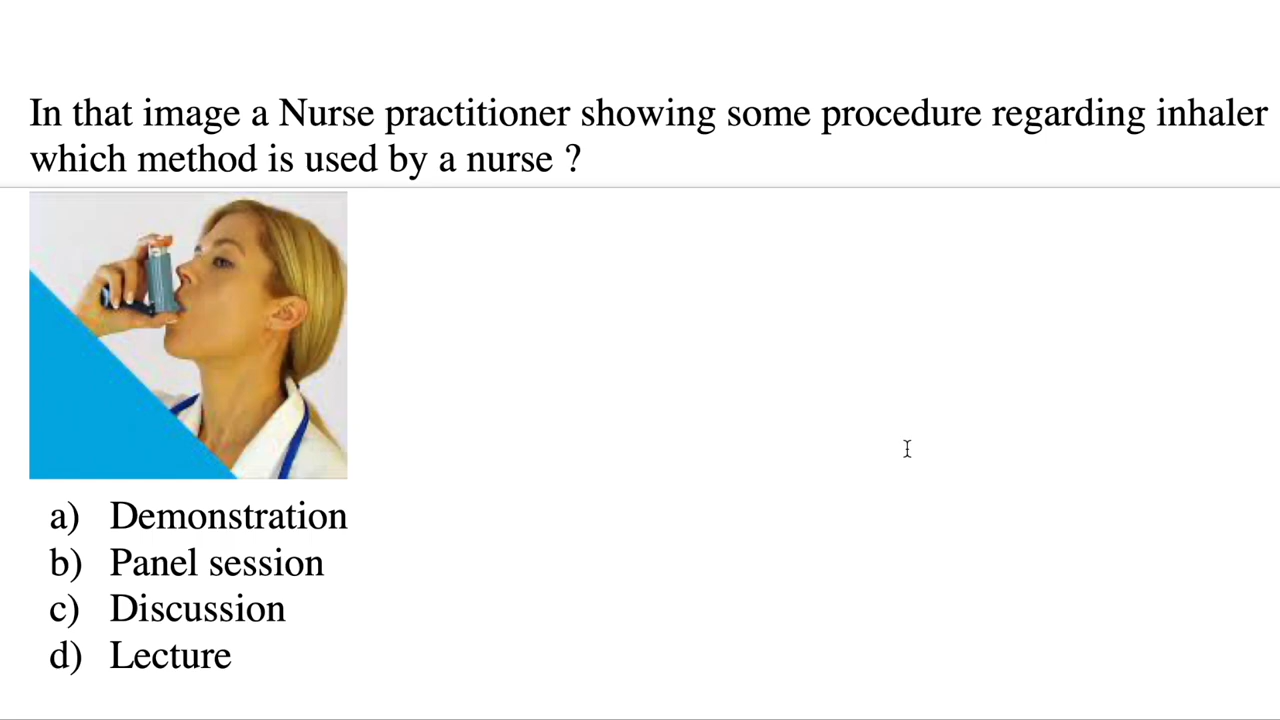 In that image a Nurse practitioner showing some procedure regarding inhaler
which method is used by a nurse ?
a) Demonstration
b) Panel session
c) Discussion
d) Lecture